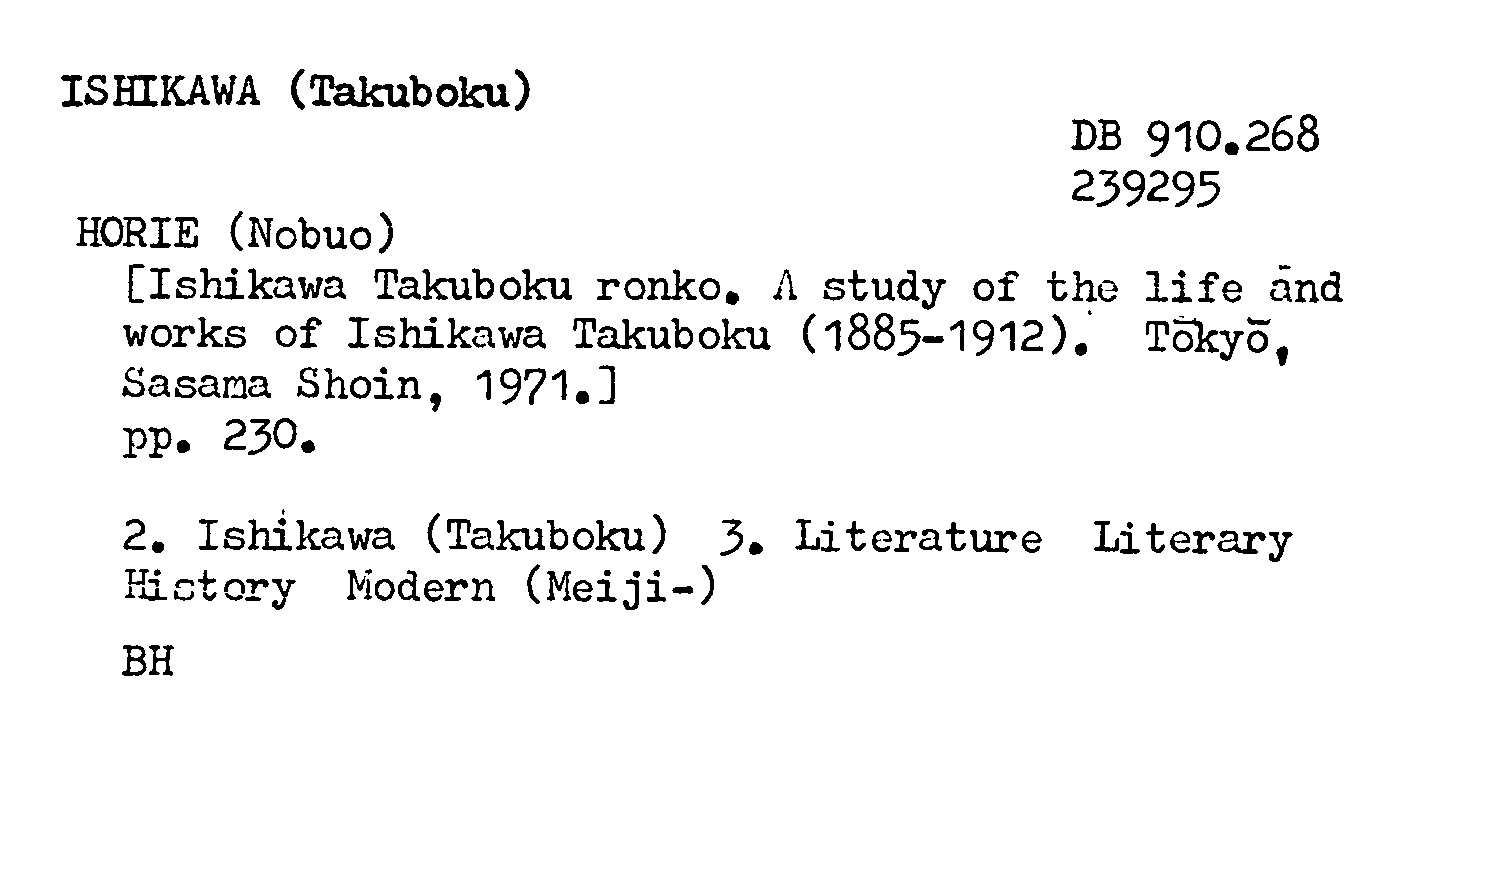 ISHIKAWA (Takuboku)
DB 910.268
239295
HORIE (Nobuo)
[Ishikawa Takuboku ronko. A study of the life and
works of Ishikawa Takuboku (1885-1912). Tōkyō,
Sasama Shoin, 1971.]
pp. 230.
2. Ishikawa (Takuboku) 3. Literature Literary
History Modern (Meiji-)
BH